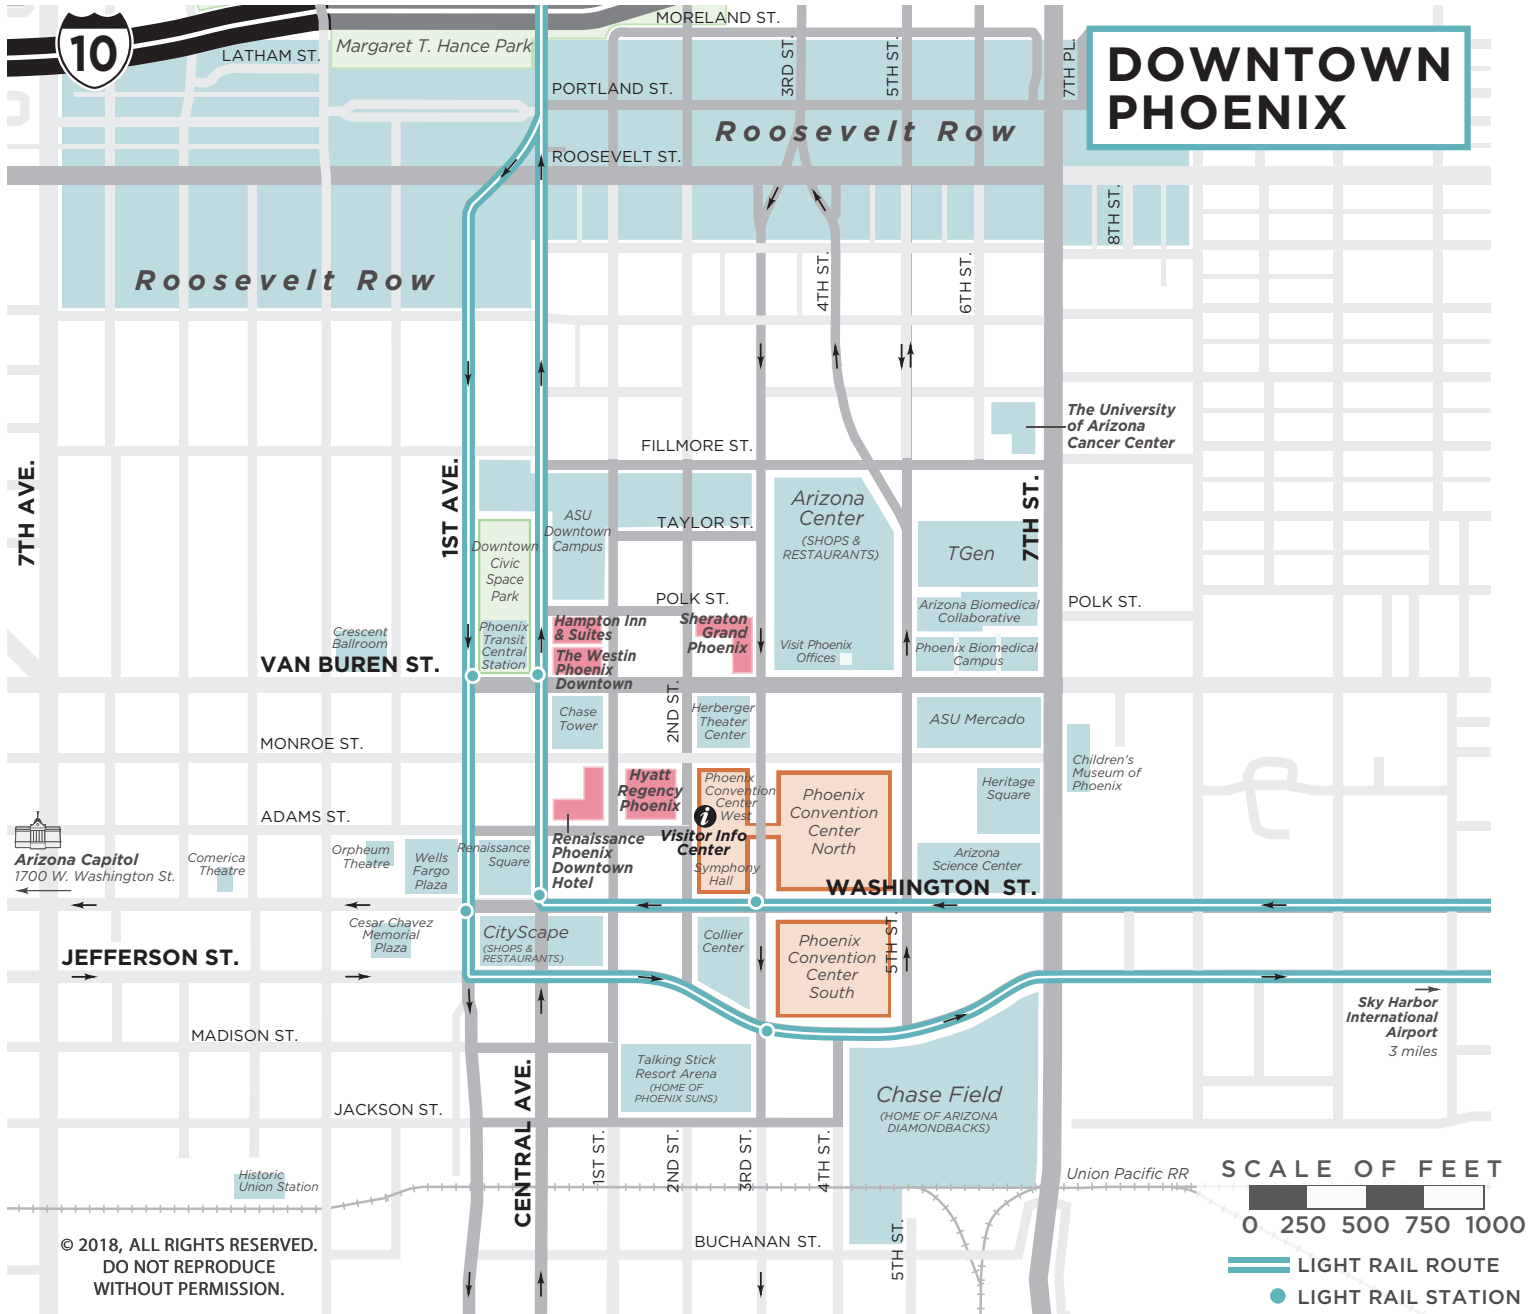 10
DOWNTOWN
PHOENIX
MORELAND ST.
Margaret T. Hance Park
LATHAM ST.
3RD ST.
5TH ST.
7TH PL.
PORTLAND ST.
Roosevelt Row
ROOSEVELT ST.
8TH ST.
Roosevelt Row
4TH ST.
6TH ST.
The University
of Arizona
Cancer Center
FILLMORE ST.
7TH AVE.
1ST AVE.
7TH ST.
Arizona
Center
(SHOPS &
RESTAURANTS)
ASU
Downtown
Campus
TAYLOR ST.
Downtown
Civic
Space
Park
TGen
POLK ST.
POLK ST.
Arizona Biomedical
Collaborative
Hampton Inn
& Suites
Sheraton
Grand
Phoenix
Crescent
Ballroom
Phoenix
Transit
Central
Station
Visit Phoenix
Offices
Phoenix Biomedical
Campus
The Westin
Phoenix
Downtown
VAN BUREN ST.
2ND ST.
Chase
Tower
Herberger
Theater
Center
ASU Mercado
MONROE ST.
Children's
Museum of
Phoenix
Hyatt
Regency
Phoenix
Phoenix
Convention
Center
West
Phoenix
Convention
Center
North
Heritage
Square
ADAMS ST.
i
Visitor Info
Center
Symphony
Hall
Renaissance
Phoenix
Downtown
Hotel
Arizona Capitol
1700 W. Washington St.
Comerica
Theatre
Orpheum
Theatre
Wells
Fargo
Plaza
Renaissance
Square
Arizona
Science Center
WASHINGTON ST.
Cesar Chavez
Memorial
Plaza
CityScape
(SHOPS &
RESTAURANTS)
Collier
Center
Phoenix
Convention
Center
South
5TH ST.
JEFFERSON ST.
Sky Harbor
International
Airport
3 miles
MADISON ST.
Talking Stick
Resort Arena
(HOME OF
PHOENIX SUNS)
Chase Field
(HOME OF ARIZONA
DIAMONDBACKS)
JACKSON ST.
CENTRAL AVE.
1ST ST.
2ND ST.
3RD ST.
4TH ST.
5TH ST.
Historic
Union Station
Union Pacific RR
BUCHANAN ST.
SCALE OF FEET
0 250 500 750 1000
LIGHT RAIL ROUTE
LIGHT RAIL STATION
© 2018, ALL RIGHTS RESERVED.
DO NOT REPRODUCE
WITHOUT PERMISSION.